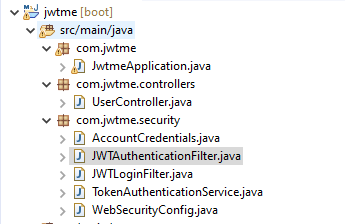 jwtme [boot]
src/main/java
com.jwtme
JwtmeApplication.java
com.jwtme.controllers
UserController.java
com.jwtme.security
AccountCredentials.java
JWTAuthenticationFilter.java
JWTLoginFilter.java
TokenAuthenticationService.java
WebSecurityConfig.java